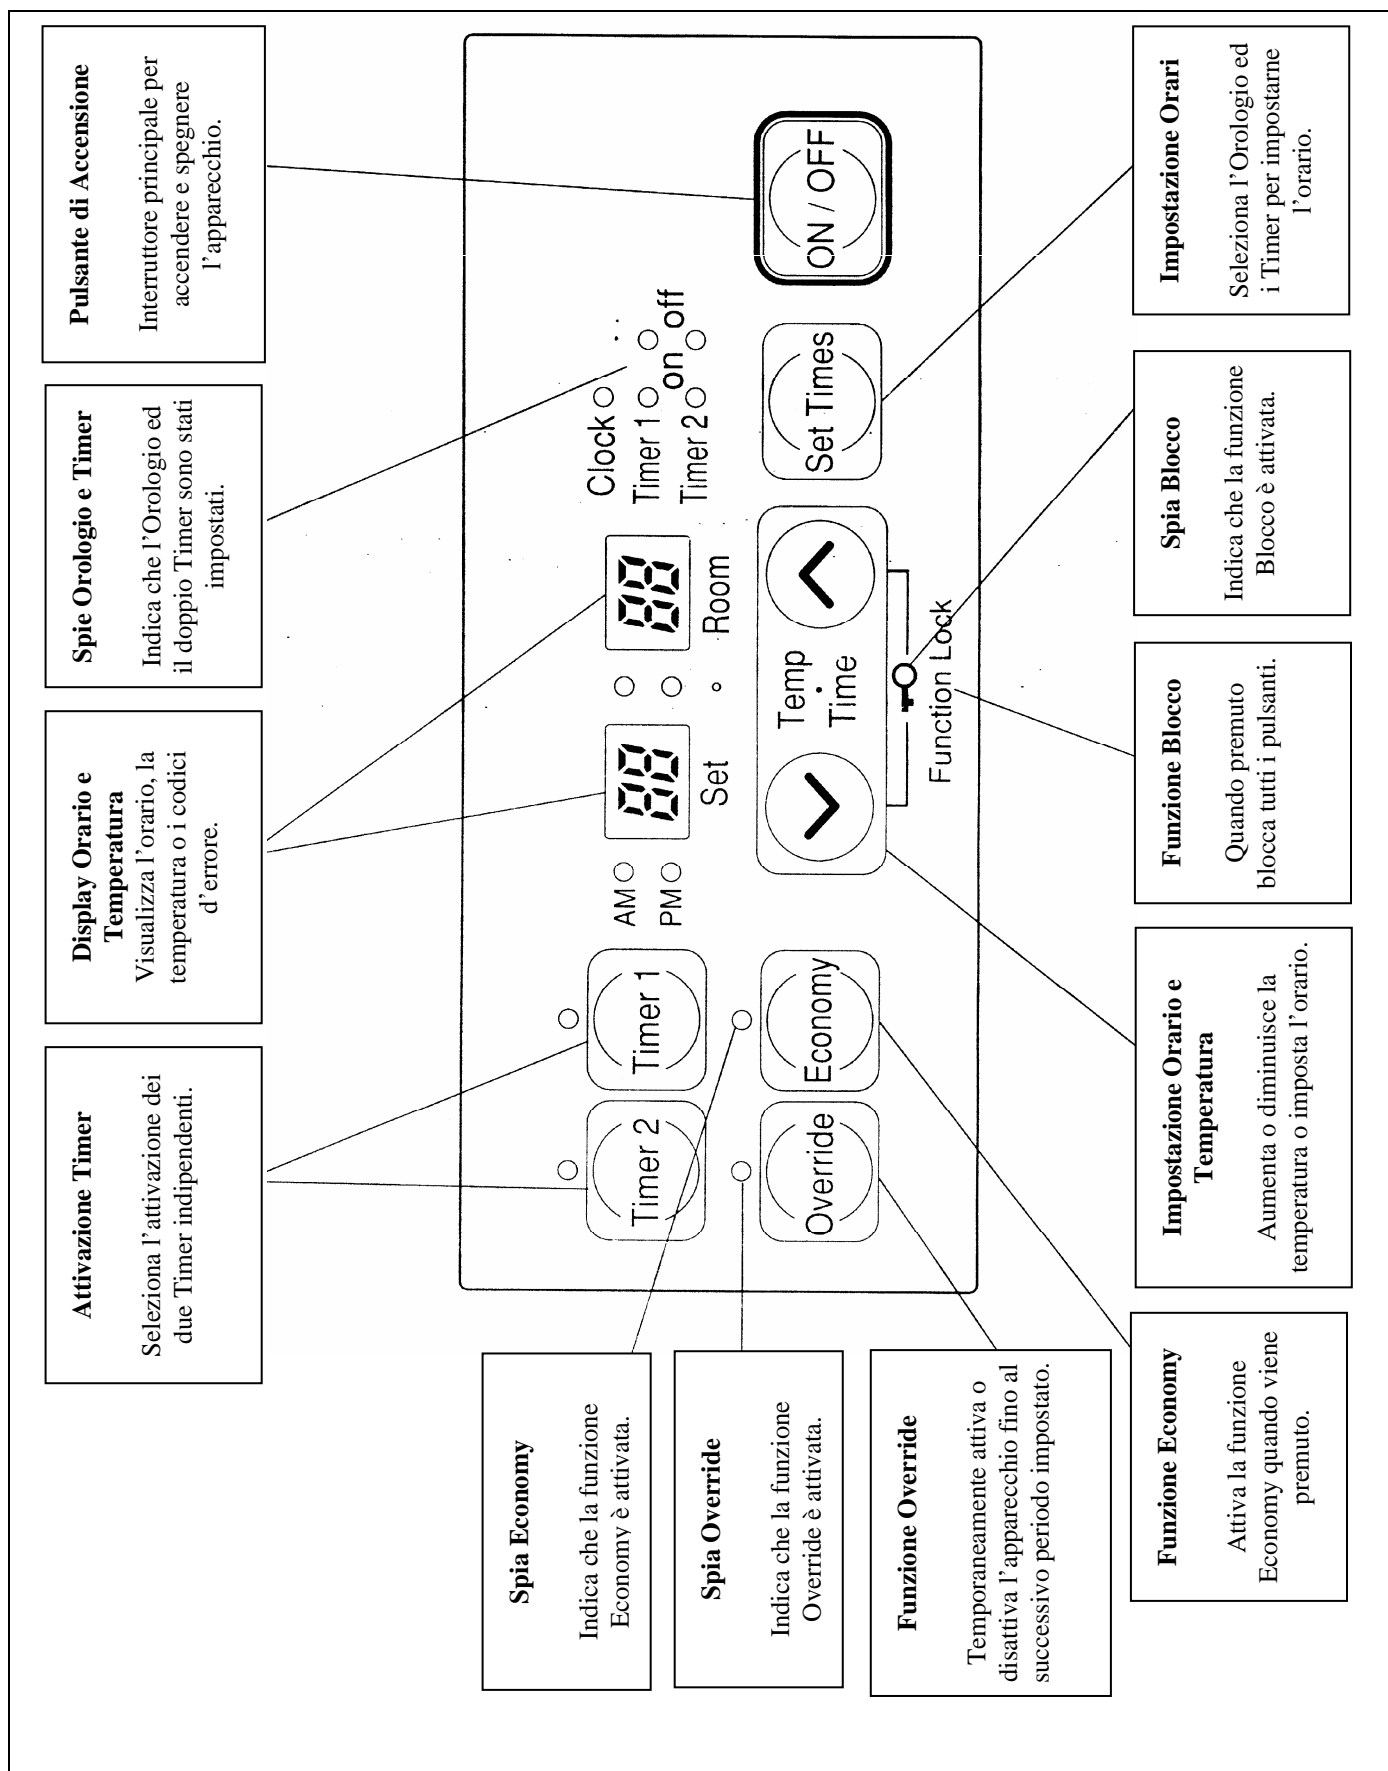 Attivazione Timer
Seleziona l'attivazione dei
due Timer indipendenti.
Display Orario e
Temperatura
Visualizza l'orario, la
temperatura o i codici
d'errore.
Spie Orologio e Timer
Indica che l'Orologio ed
il doppio Timer sono stati
impostati.
Pulsante di Accensione
Interruttore principale per
accendere e spegnere
l'apparecchio.
Timer 2
Timer 1
AM
PM
88
Set
88
Room
Clock
Timer 1
Timer 2
on
off
Override
Economy
Temp
Time
Function Lock
Set Times
ON / OFF
Spia Economy
Indica che la funzione
Economy è attivata.
Spia Override
Indica che la funzione
Override è attivata.
Funzione Override
Temporaneamente attiva o
disattiva l'apparecchio fino al
successivo periodo impostato.
Funzione Economy
Attiva la funzione
Economy quando viene
premuto.
Impostazione Orario e
Temperatura
Aumenta o diminuisce la
temperatura o imposta l'orario.
Funzione Blocco
Quando premuto
blocca tutti i pulsanti.
Spia Blocco
Indica che la funzione
Blocco è attivata.
Impostazione Orari
Seleziona l'Orologio ed
i Timer per impostarne
l'orario.